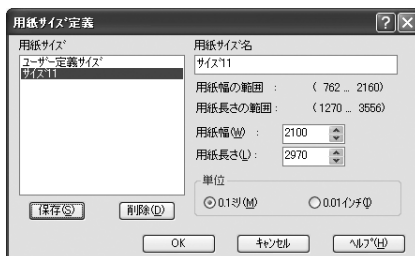 用紙サイズ定義
用紙サイズ
ユーザー定義サイズ
サイズ11
保存(S)
削除(D)
用紙サイズ名
サイズ11
用紙幅の範囲 : ( 762 ... 2160)
用紙長さの範囲 : (1270 ... 3556)
用紙幅(W) : 2100
用紙長さ(L) : 2970
単位
0.1ミリ(M)
0.01インチ(I)
OK
キャンセル
ヘルプ(H)